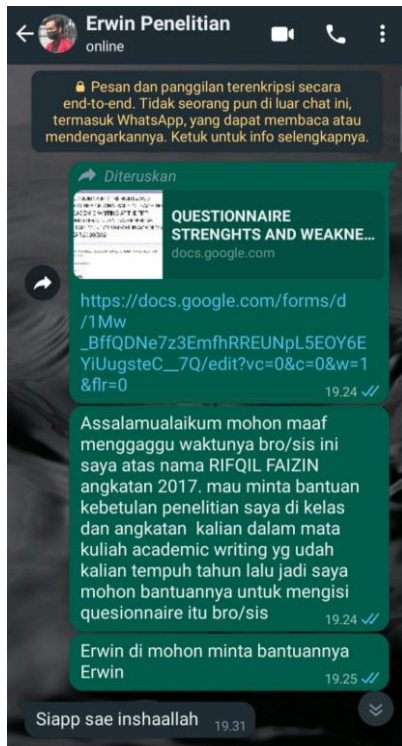 Erwin Penelitian
online
Pesan dan panggilan terenkripsi secara
end-to-end. Tidak seorang pun di luar chat ini,
termasuk WhatsApp, yang dapat membaca atau
mendengarkannya. Ketuk untuk info selengkapnya.
Diteruskan
QUESTIONNAIRE
STRENGHTS AND WEAKNE...
docs.google.com
https://docs.google.com/forms/d
/1Mw
_BffQDNe7z3EmfhRREUNpL5EOY6E
YiUugsteC__7Q/edit?vc=0&c=0&w=1
&flr=0
19.24
Assalamualaikum mohon maaf
menggaggu waktunya bro/sis ini
saya atas nama RIFQIL FAIZIN
angkatan 2017. mau minta bantuan
kebetulan penelitian saya di kelas
dan angkatan kalian dalam mata
kuliah academic writing yg udah
kalian tempuh tahun lalu jadi saya
mohon bantuannya untuk mengisi
quesionnaire itu bro/sis
19.24
Erwin di mohon minta bantuannya
Erwin
19.25
Siapp sae inshaallah 19.31